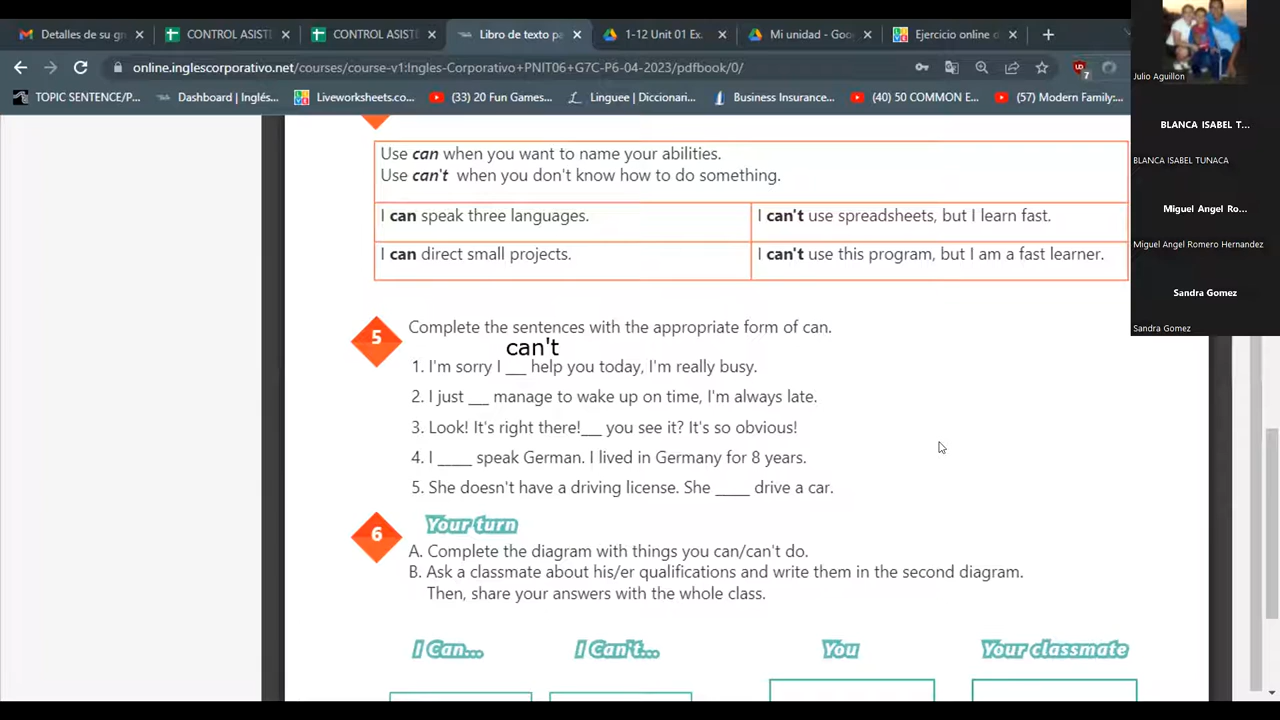 Detalles de su gr
CONTROL ASIST
CONTROL ASIST
Libro de texto pa
1-12 Unit 01 Ex.
Mi unidad - Goo
Ejercicio online d
online.inglescorporativo.net/courses/course-v1:Ingles-Corporativo+PNIT06+G7C-P6-04-2023/pdfbook/0/
7
TOPIC SENTENCE/P...
Dashboard | Inglés...
Liveworksheets.co...
(33) 20 Fun Games...
Linguee | Diccionari...
Business Insurance...
(40) 50 COMMON E...
(57) Modern Family:...
Julio Aguillon
BLANCA ISABEL T...
BLANCA ISABEL TUNACA
Miguel Angel Ro...
Miguel Angel Romero Hernandez
Sandra Gomez
Sandra Gomez
Use can when you want to name your abilities.
Use can't when you don't know how to do something.
I can speak three languages.
I can't use spreadsheets, but I learn fast.
I can direct small projects.
I can't use this program, but I am a fast learner.
5
Complete the sentences with the appropriate form of can.
can't
1. I'm sorry I ___ help you today, I'm really busy.
2. I just ___ manage to wake up on time, I'm always late.
3. Look! It's right there!___ you see it? It's so obvious!
4. I _____ speak German. I lived in Germany for 8 years.
5. She doesn't have a driving license. She _____ drive a car.
6
Your turn
A. Complete the diagram with things you can/can't do.
B. Ask a classmate about his/er qualifications and write them in the second diagram.
Then, share your answers with the whole class.
I Can...
I Can't...
You
Your classmate